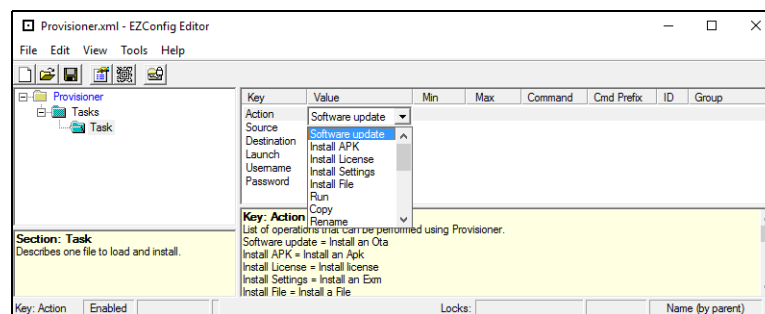 Provisioner.xml - EZConfig Editor
File Edit View Tools Help
Provisioner
Tasks
Task
Key Value Min Max Command Cmd Prefix ID Group
Action Software update
Source
Destination
Launch
Username
Password
Software update
Install APK
Install License
Install Settings
Install File
Run
Copy
Rename
Section: Task
Describes one file to load and install.
Key: Action
List of operations that can be performed using Provisioner.
Software update = Install an Ota
Install APK = Install an Apk
Install License = Install license
Install Settings = Install an Exm
Install File = Install a File
Key: Action Enabled Locks: Name (by parent)